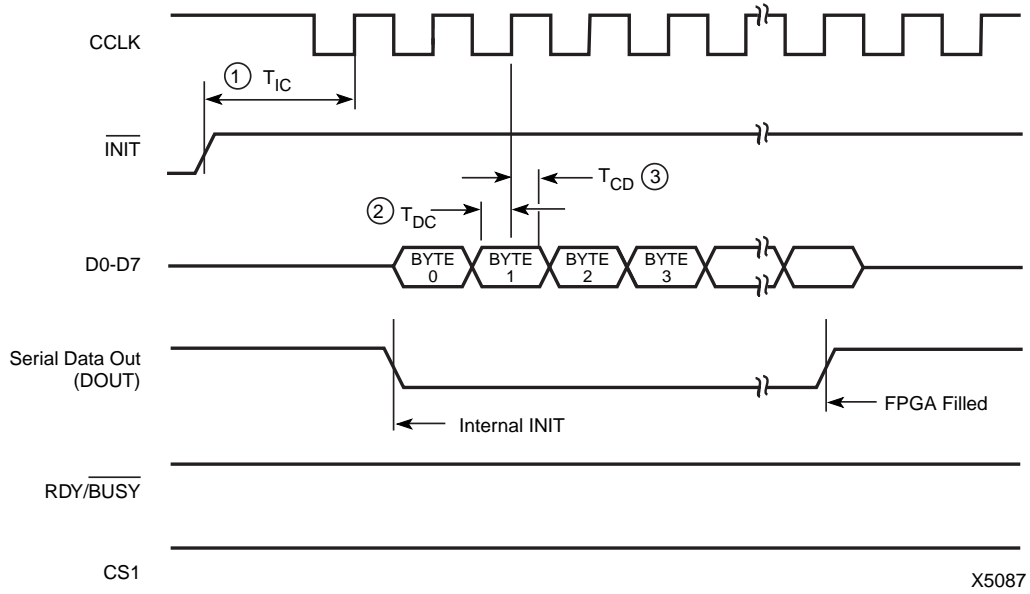 CCLK
① T_IC
INIT
T_CD ③
② T_DC
D0-D7
BYTE
0
BYTE
1
BYTE
2
BYTE
3
Serial Data Out
(DOUT)
FPGA Filled
Internal INIT
RDY/BUSY
CS1
X5087